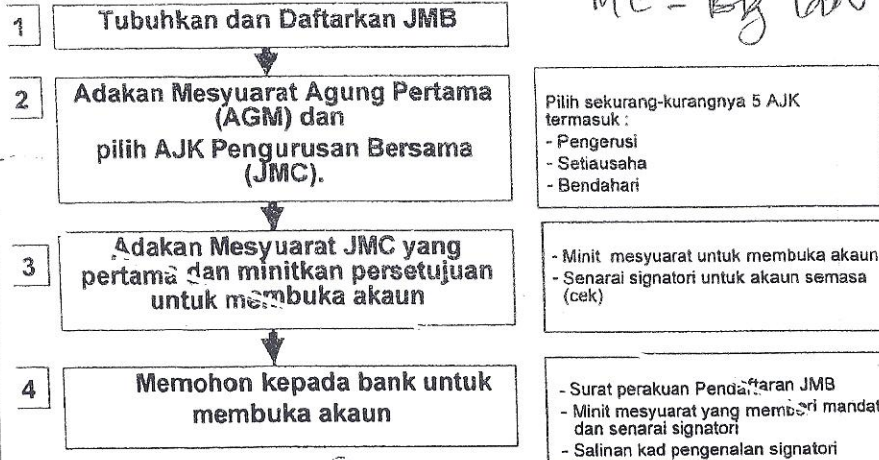 1
Tubuhkan dan Daftarkan JMB
MC -
2
Adakan Mesyuarat Agung Pertama
(AGM) dan
pilih AJK Pengurusan Bersama
(JMC).
Pilih sekurang-kurangnya 5 AJK
termasuk :
- Pengerusi
- Setiausaha
- Bendahari
3
Adakan Mesyuarat JMC yang
pertama dan minitkan persetujuan
untuk membuka akaun
- Minit mesyuarat untuk membuka akaun
- Senarai signatori untuk akaun semasa
(cek)
4
Memohon kepada bank untuk
membuka akaun
- Surat perakuan Pendaftaran JMB
- Minit mesyuarat yang memberi mandat
dan senarai signatori
- Salinan kad pengenalan signatori